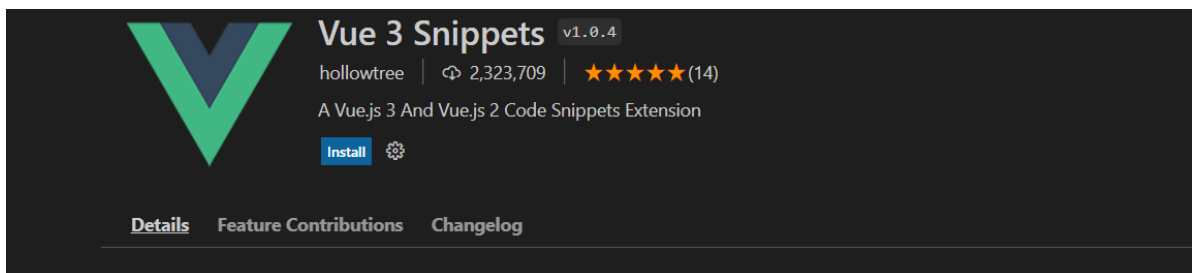 Vue 3 Snippets v1.0.4
hollowtree 2,323,709 ★★★★★(14)
A Vue.js 3 And Vue.js 2 Code Snippets Extension
Install
Details Feature Contributions Changelog